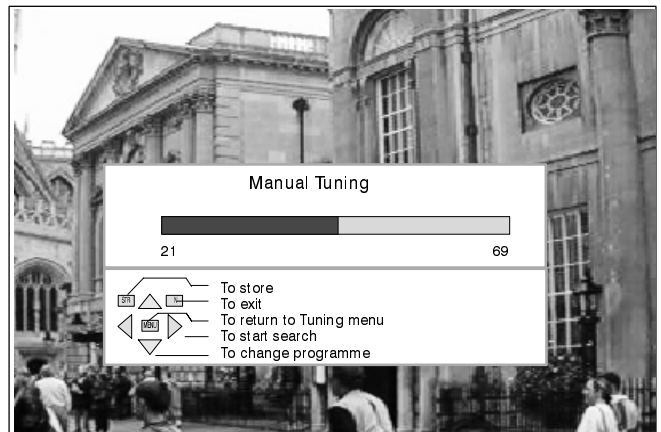 Manual Tuning
21 69
STR N
To store
To exit
MENU
To return to Tuning menu
To start search
To change programme